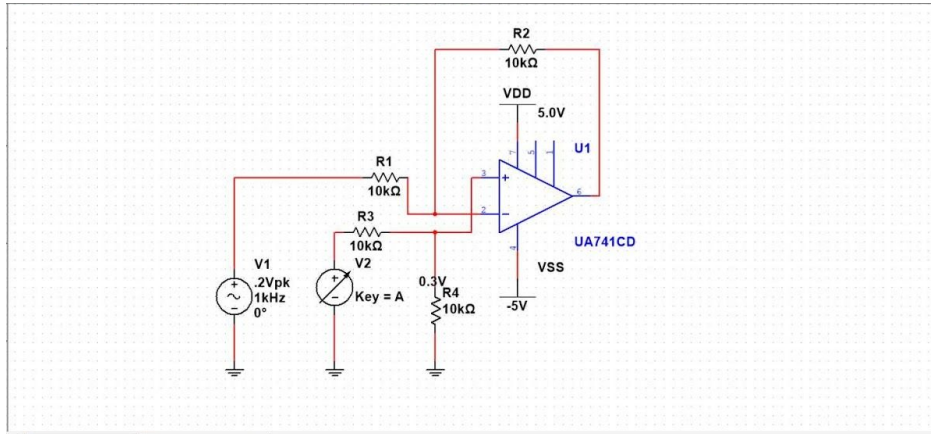 R2
10kΩ
VDD
5.0V
7
5
1
U1
R1
10kΩ
3
6
2
R3
10kΩ
4
UA741CD
V1
.2Vpk
1kHz
0°
V2
Key = A
0.3V
R4
10kΩ
VSS
-5V